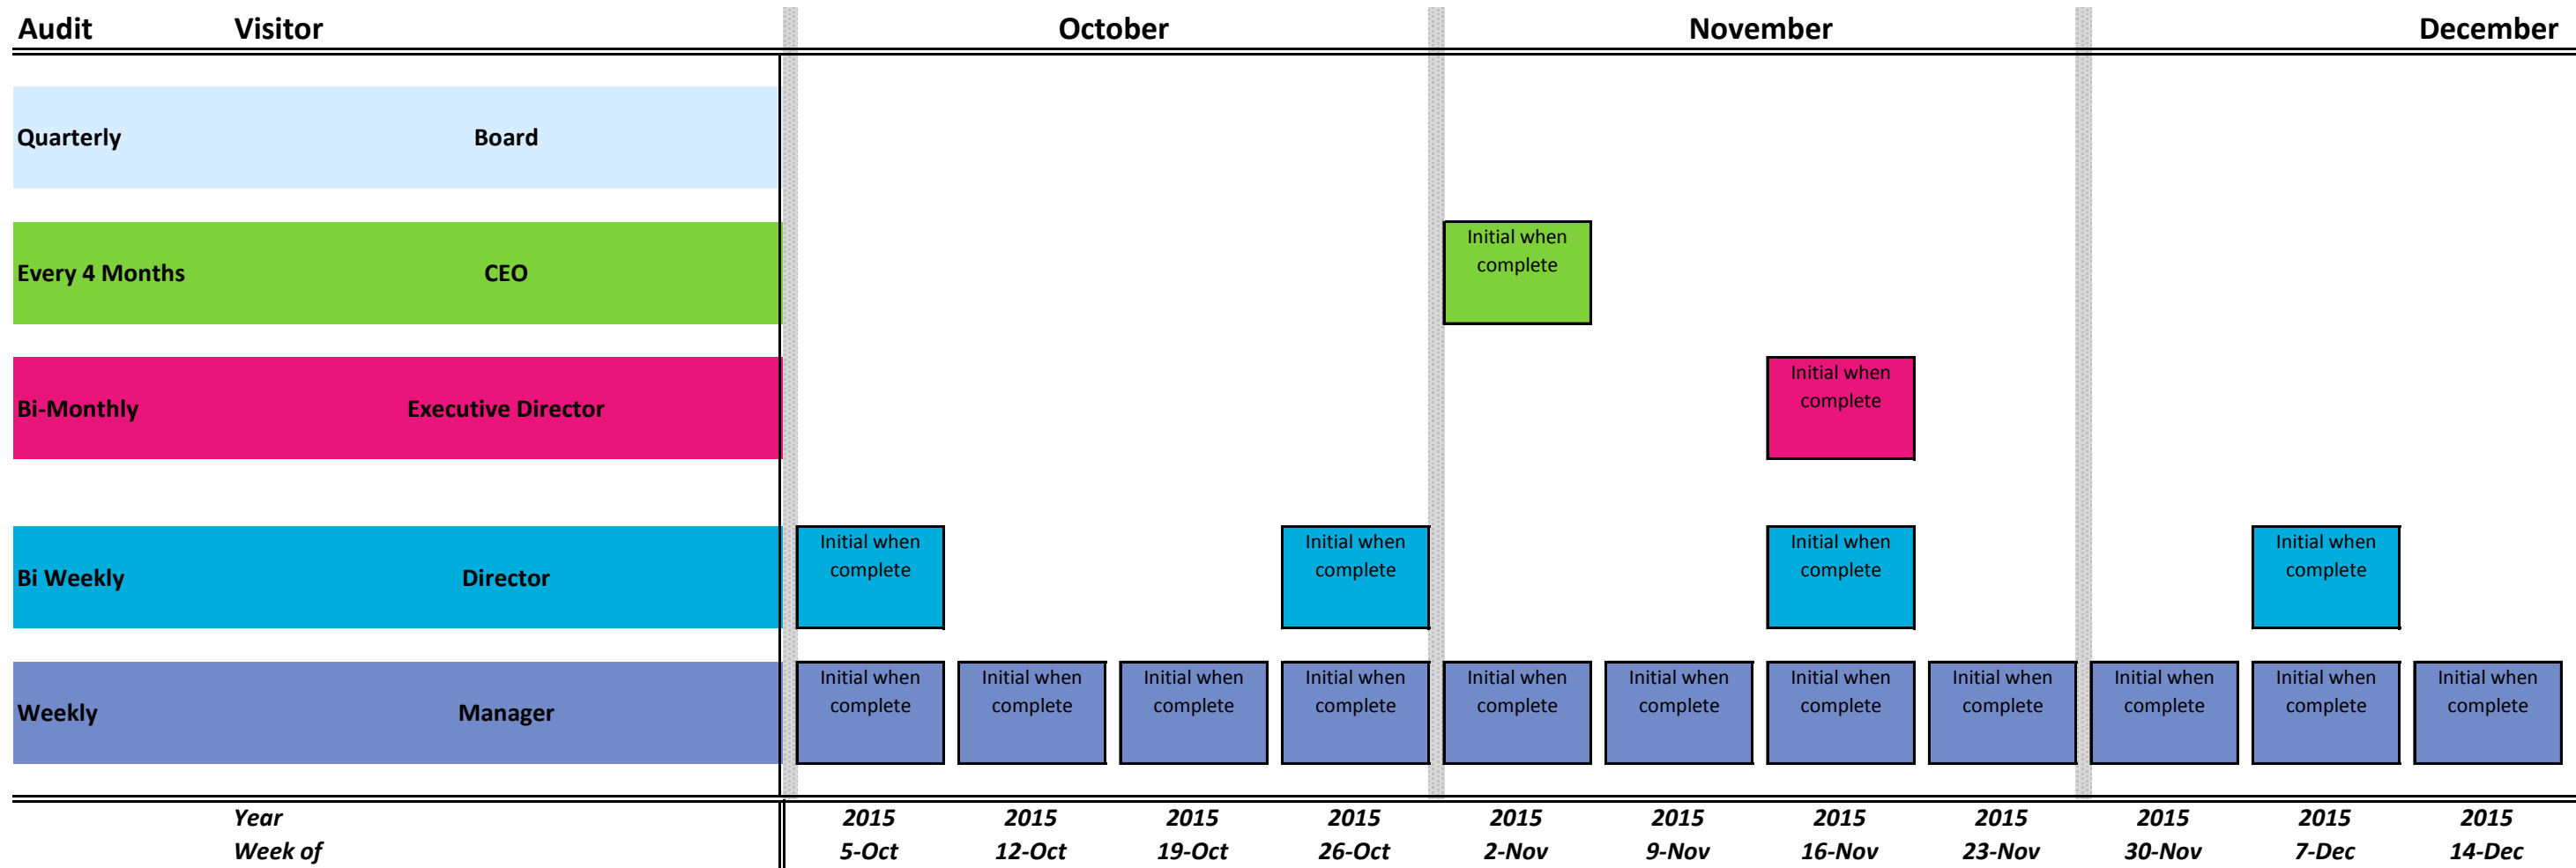 Audit Visitor October November December
Quarterly Board
Every 4 Months CEO
Initial when
complete
Bi-Monthly Executive Director
Initial when
complete
Bi Weekly Director
Initial when Initial when Initial when Initial when
complete complete complete complete
Weekly Manager
Initial when Initial when Initial when Initial when Initial when Initial when Initial when Initial when Initial when Initial when Initial when
complete complete complete complete complete complete complete complete complete complete complete
Year 2015 2015 2015 2015 2015 2015 2015 2015 2015 2015 2015
Week of 5-Oct 12-Oct 19-Oct 26-Oct 2-Nov 9-Nov 16-Nov 23-Nov 30-Nov 7-Dec 14-Dec